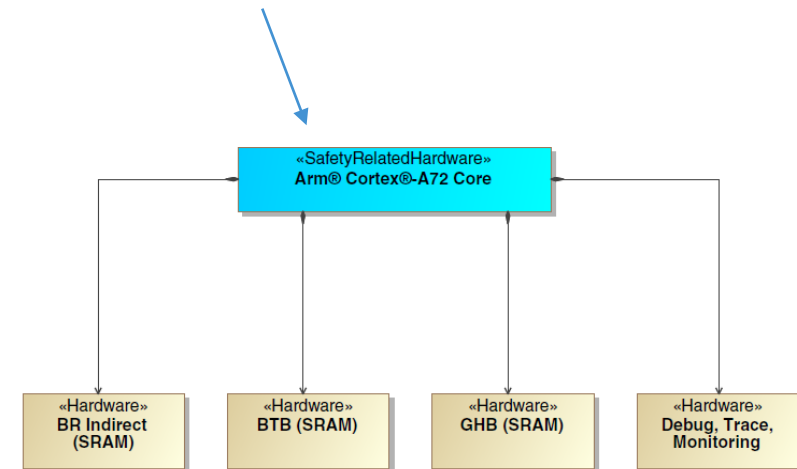 «SafetyRelatedHardware»
Arm® Cortex®-A72 Core
«Hardware»
BR Indirect
(SRAM)
«Hardware»
BTB (SRAM)
«Hardware»
GHB (SRAM)
«Hardware»
Debug, Trace,
Monitoring